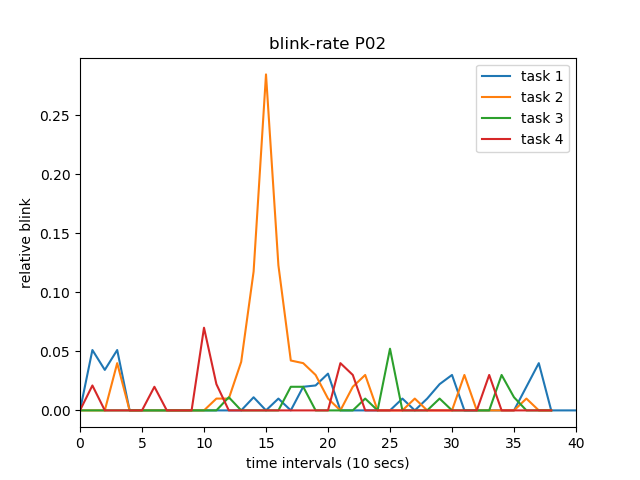 blink-rate P02
task 1
task 2
task 3
task 4
relative blink
0.25
0.20
0.15
0.10
0.05
0.00
0 5 10 15 20 25 30 35 40
time intervals (10 secs)